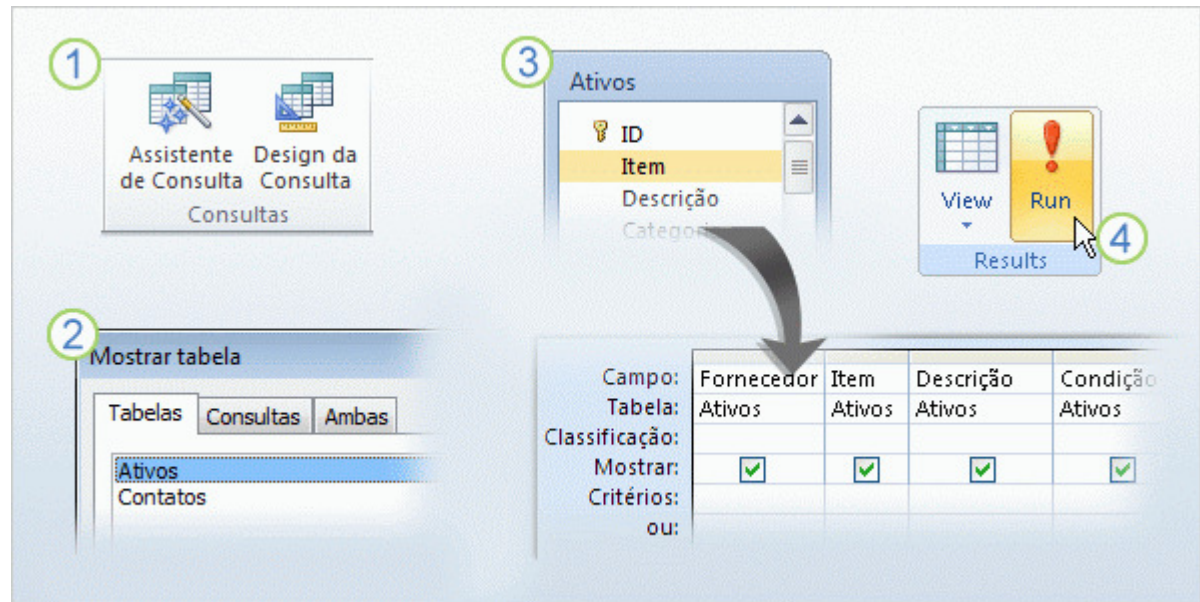 1
Assistente de Consulta
Design da Consulta
Consultas
2
Mostrar tabela
Tabelas Consultas Ambas
Ativos
Contatos
3
Ativos
ID
Item
Descrição
Categori
View
Run
4
Results
Campo: Fornecedor Item Descrição Condição
Tabela: Ativos Ativos Ativos Ativos
Classificação:
Mostrar:
Critérios:
ou: